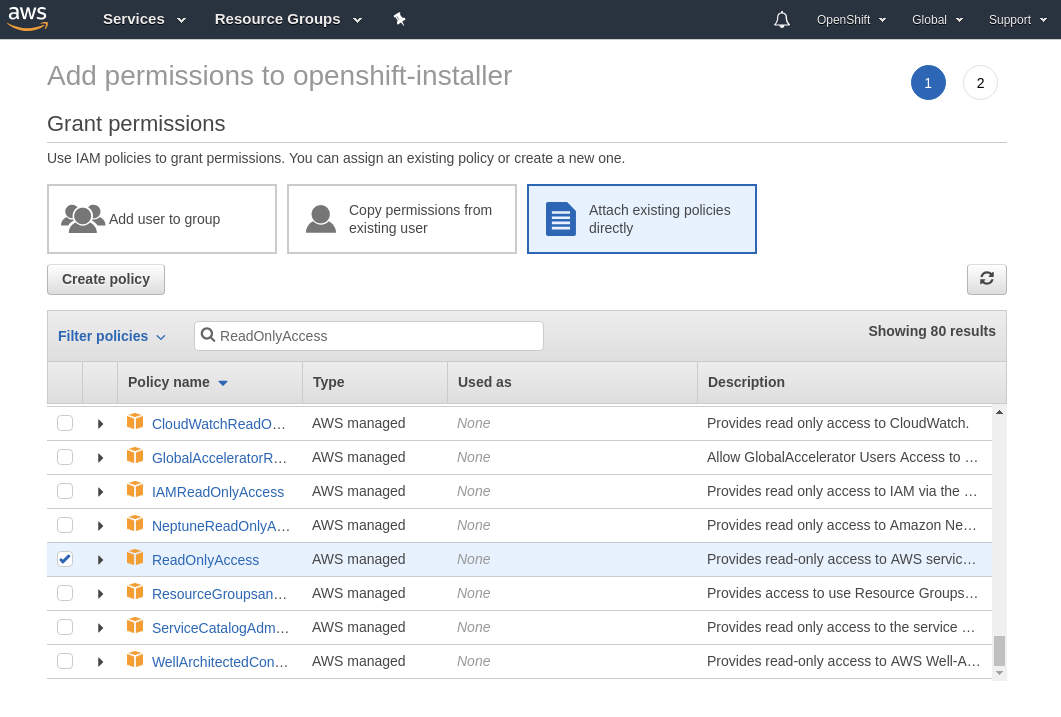 aws Services Resource Groups OpenShift Global Support
Add permissions to openshift-installer
1 2
Grant permissions
Use IAM policies to grant permissions. You can assign an existing policy or create a new one.
Add user to group
Copy permissions from
existing user
Attach existing policies
directly
Create policy
Filter policies ReadOnlyAccess Showing 80 results
Policy name Type Used as Description
CloudWatchReadO… AWS managed None Provides read only access to CloudWatch.
GlobalAcceleratorR… AWS managed None Allow GlobalAccelerator Users Access to …
IAMReadOnlyAccess AWS managed None Provides read only access to IAM via the …
NeptuneReadOnlyA… AWS managed None Provides read only access to Amazon Ne…
ReadOnlyAccess AWS managed None Provides read-only access to AWS servic…
ResourceGroupsan… AWS managed None Provides access to use Resource Groups…
ServiceCatalogAdm… AWS managed None Provides read only access to the service …
WellArchitectedCon… AWS managed None Provides read-only access to AWS Well-A…